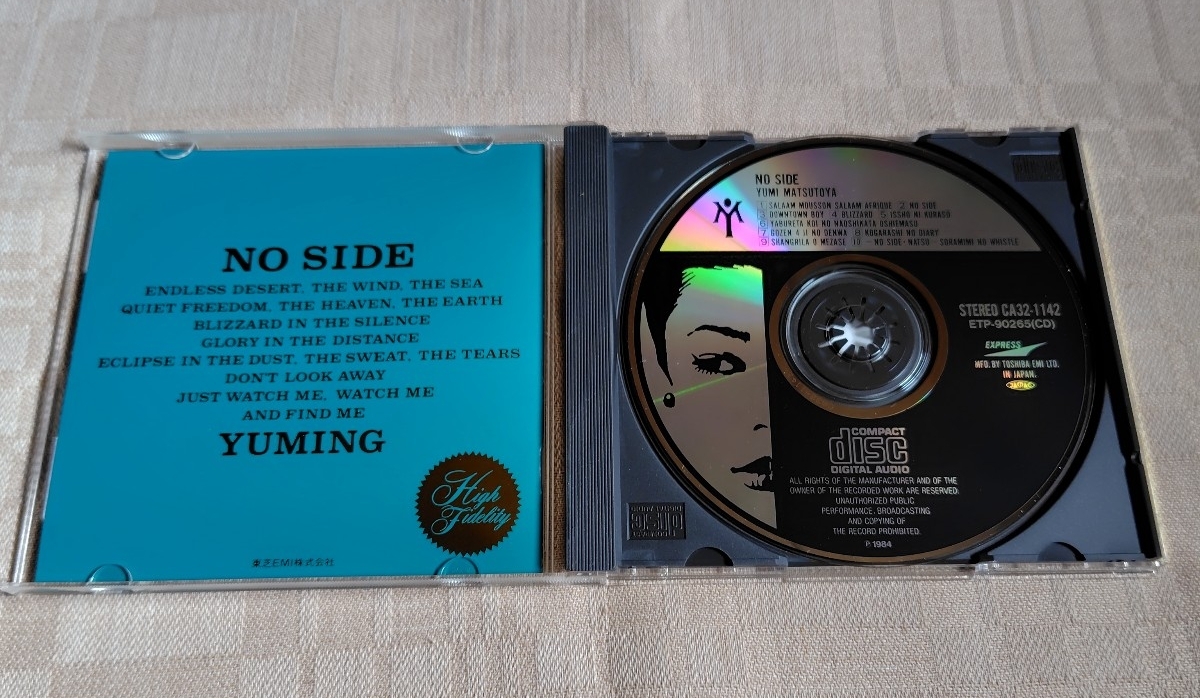 NO SIDE
ENDLESS DESERT, THE WIND, THE SEA
QUIET FREEDOM, THE HEAVEN, THE EARTH
BLIZZARD IN THE SILENCE
GLORY IN THE DISTANCE
ECLIPSE IN THE DUST, THE SWEAT, THE TEARS
DON'T LOOK AWAY
JUST WATCH ME, WATCH ME
AND FIND ME
YUMING
High
Fidelity
東芝EMI株式会社
NO SIDE
YUMI MATSUTOYA
1 SALAAM MOUSSON SALAAM AFRIQUE 2 NO SIDE
3 DOWNTOWN BOY 4 BLIZZARD 5 ISSHO NI KURASO
6 YABURETA KOI NO NAOSHIKATA OSHIEMASU
7 GOZEN 4 JI NO DENWA 8 KOGARASHI NO DIARY
9 SHANGRILA O MEZASE 10 ～NO SIDE・NATSU～SORAMIMI NO WHISTLE
STEREO CA32-1142
ETP-90265(CD)
EXPRESS
MFG. BY TOSHIBA EMI LTD.
IN JAPAN.
JASRAC
COMPACT
disc
DIGITAL AUDIO
ALL RIGHTS OF THE MANUFACTURER AND OF THE
OWNER OF THE RECORDED WORK ARE RESERVED.
UNAUTHORIZED PUBLIC
PERFORMANCE, BROADCASTING
AND COPYING OF
THE RECORD PROHIBITED.
P.1984